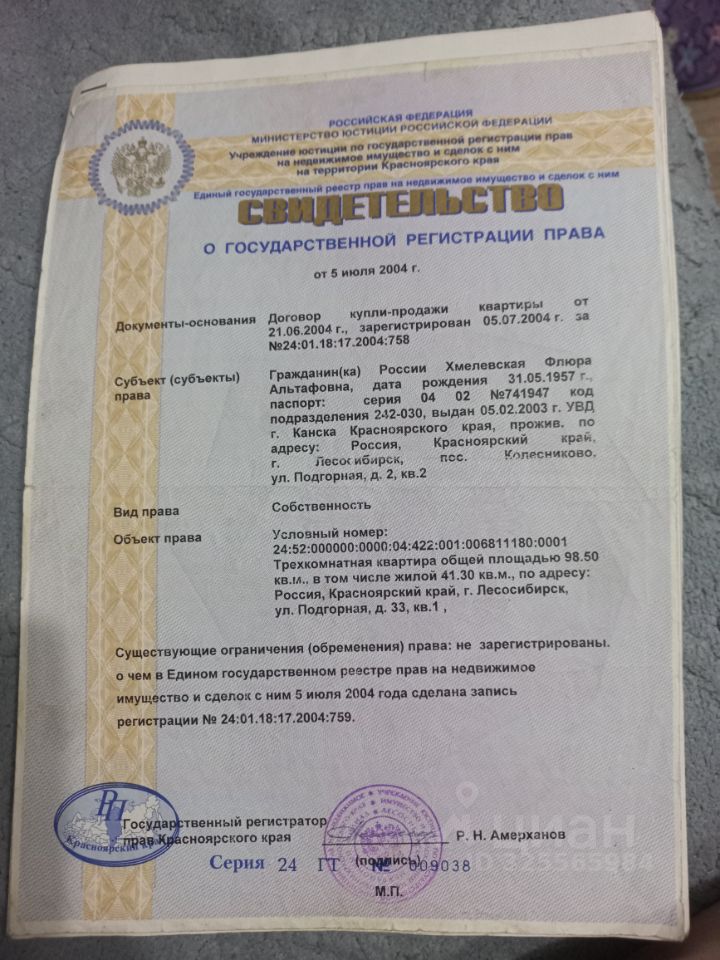 РОССИЙСКАЯ ФЕДЕРАЦИЯ
МИНИСТЕРСТВО ЮСТИЦИИ РОССИЙСКОЙ ФЕДЕРАЦИИ
Учреждение юстиции по государственной регистрации прав
на недвижимое имущество и сделок с ним
на территории Красноярского края
Единый государственный реестр прав на недвижимое имущество и сделок с ним
СВИДЕТЕЛЬСТВО
О ГОСУДАРСТВЕННОЙ РЕГИСТРАЦИИ ПРАВА
от 5 июля 2004 г.
Документы-основания Договор купли-продажи квартиры от
21.06.2004 г., зарегистрирован 05.07.2004 г. за
№24:01.18:17.2004:758
Субъект (субъекты) Гражданин(ка) России Хмелевская Флюра
права Альтафовна, дата рождения 31.05.1957 г.,
паспорт: серия 04 02 №741947 код
подразделения 242-030, выдан 05.02.2003 г. УВД
г. Канска Красноярского края, прожив. по
адресу: Россия, Красноярский край,
г. Лесосибирск, пос. Колесниково,
ул. Подгорная, д. 2, кв.2
Вид права Собственность
Объект права Условный номер:
24:52:000000:0000:04:422:001:006811180:0001
Трехкомнатная квартира общей площадью 98.50
кв.м., в том числе жилой 41.30 кв.м., по адресу:
Россия, Красноярский край, г. Лесосибирск,
ул. Подгорная, д. 33, кв.1 ,
Существующие ограничения (обременения) права: не зарегистрированы.
о чем в Едином государственном реестре прав на недвижимое
имущество и сделок с ним 5 июля 2004 года сделана запись
регистрации № 24:01.18:17.2004:759.
РП
Красноярский край
Государственный регистратор
прав Красноярского края Р. Н. Амерханов
(подпись)
Серия 24 ГТ № 009038
М.П.